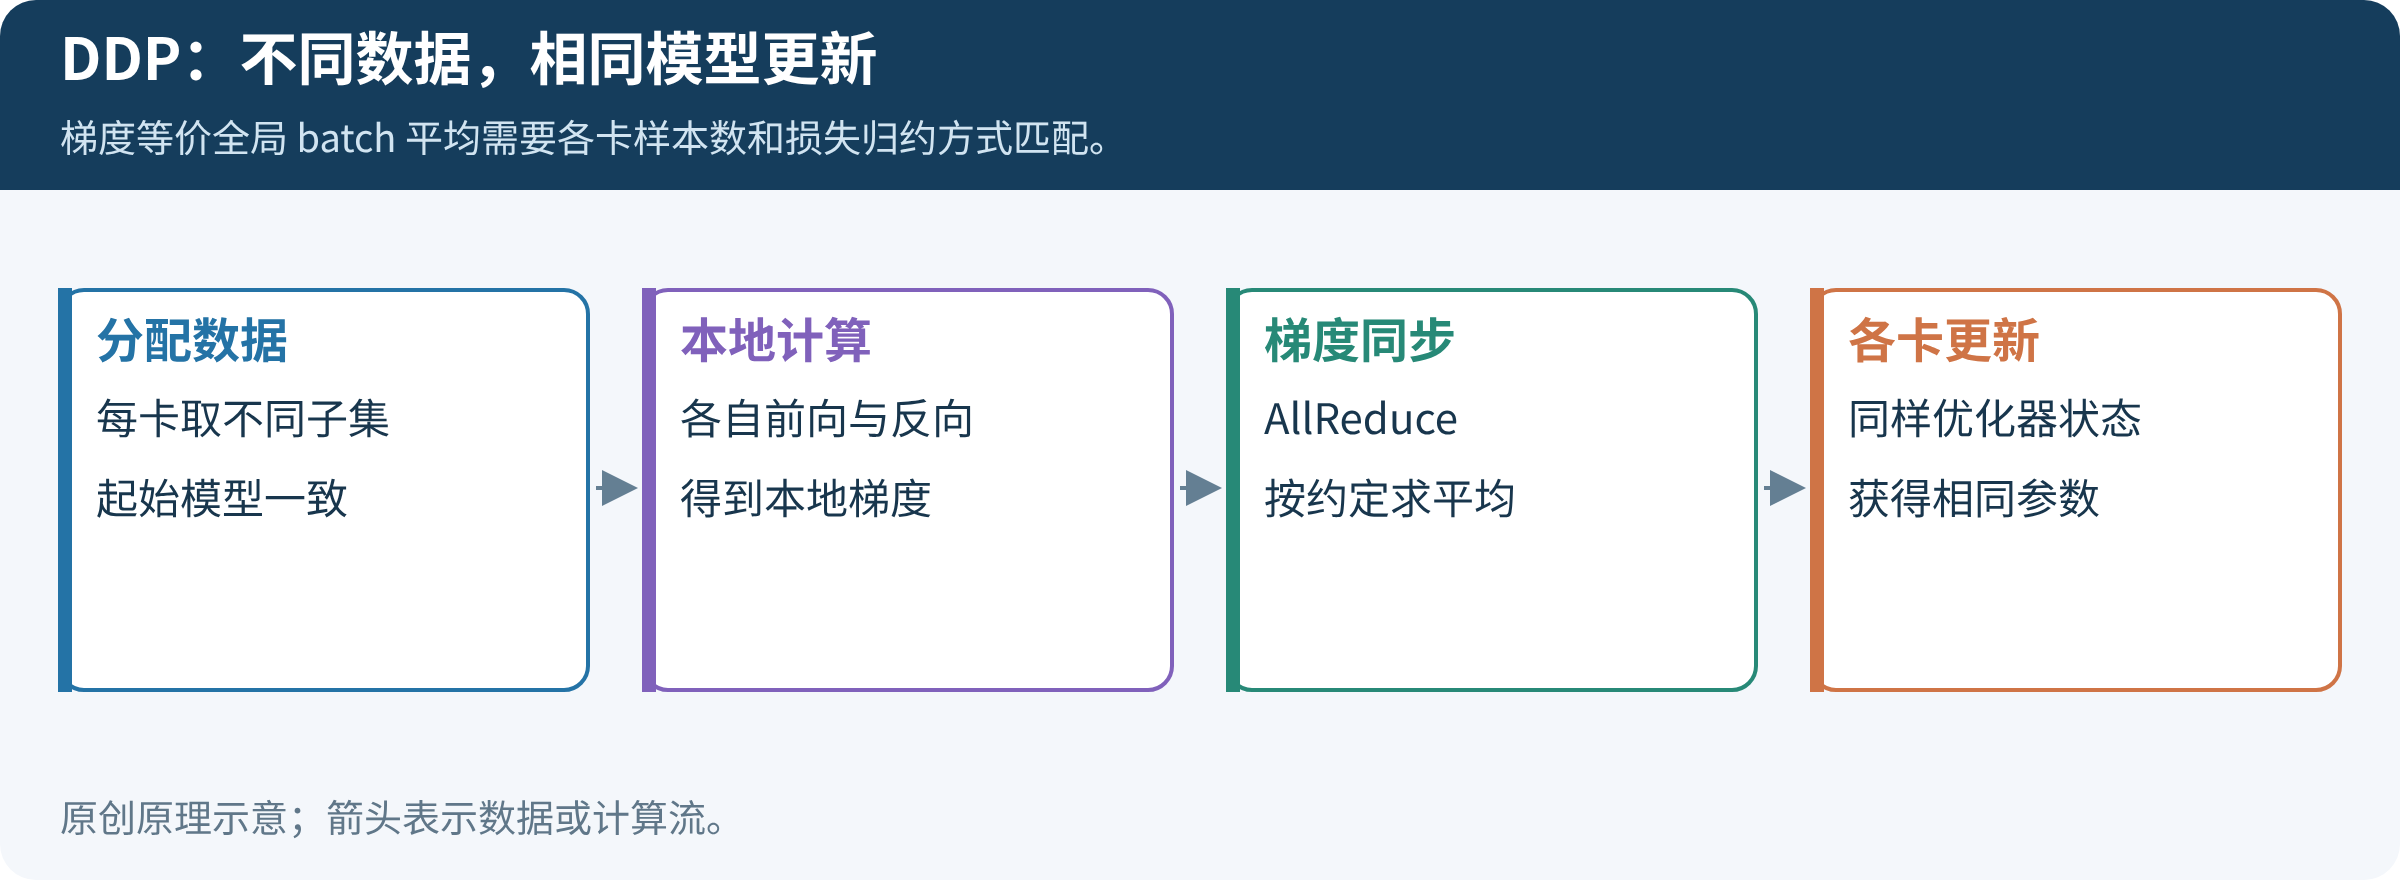 DDP：不同数据，相同模型更新
梯度等价全局 batch 平均需要各卡样本数和损失归约方式匹配。
分配数据
每卡取不同子集
起始模型一致
本地计算
各自前向与反向
得到本地梯度
梯度同步
AllReduce
按约定求平均
各卡更新
同样优化器状态
获得相同参数
原创原理示意；箭头表示数据或计算流。